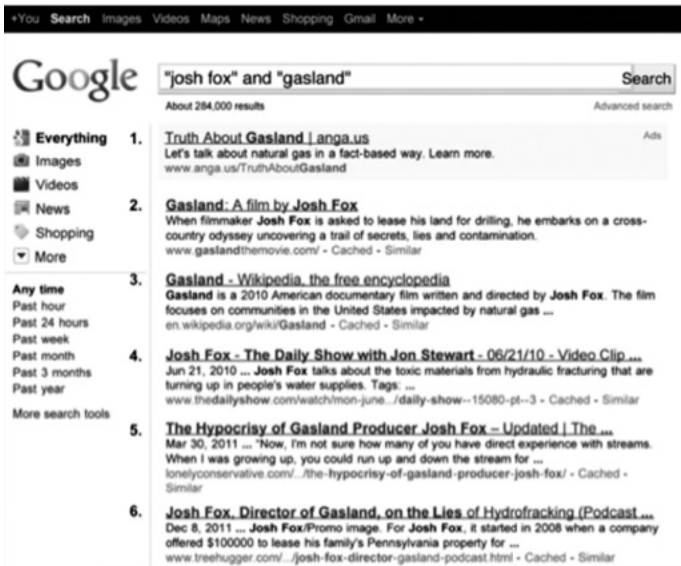 +You Search Images Videos Maps News Shopping Gmail More
Google
"josh fox" and "gasland" Search
About 284,000 results Advanced search
Everything
Images
Videos
News
Shopping
More
Any time
Past hour
Past 24 hours
Past week
Past month
Past 3 months
Past year
More search tools
1. Truth About Gasland | anga.us Ads
Let's talk about natural gas in a fact-based way. Learn more.
www.anga.us/TruthAboutGasland
2. Gasland: A film by Josh Fox
When filmmaker Josh Fox is asked to lease his land for drilling, he embarks on a cross-
country odyssey uncovering a trail of secrets, lies and contamination.
www.gaslandthemovie.com/ - Cached - Similar
3. Gasland - Wikipedia, the free encyclopedia
Gasland is a 2010 American documentary film written and directed by Josh Fox. The film
focuses on communities in the United States impacted by natural gas ...
en.wikipedia.org/wiki/Gasland - Cached - Similar
4. Josh Fox - The Daily Show with Jon Stewart - 06/21/10 - Video Clip ...
Jun 21, 2010 ... Josh Fox talks about the toxic materials from hydraulic fracturing that are
turning up in people's water supplies. Tags: ...
www.thedailyshow.com/watch/mon-june.../daily-show--15080-pt--3 - Cached - Similar
5. The Hypocrisy of Gasland Producer Josh Fox – Updated | The ...
Mar 30, 2011 ... "Now, I'm not sure how many of you have direct experience with streams.
When I was growing up, you could run up and down the stream for ...
lonelyconservative.com/.../the-hypocrisy-of-gasland-producer-josh-fox/ - Cached -
Similar
6. Josh Fox, Director of Gasland, on the Lies of Hydrofracking (Podcast ...
Dec 8, 2011 ... Josh Fox/Promo image. For Josh Fox, it started in 2008 when a company
offered $100000 to lease his family's Pennsylvania property for ...
www.treehugger.com/.../josh-fox-director-gasland-podcast.html - Cached - Similar